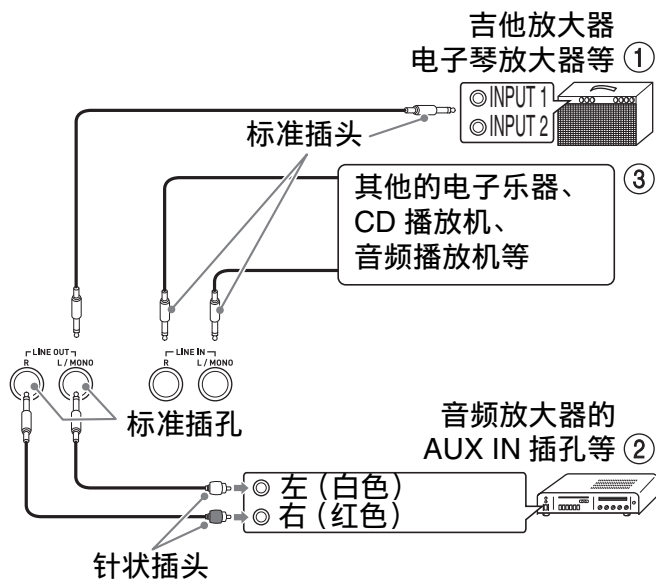 吉他放大器
电子琴放大器等 ①
INPUT 1
INPUT 2
标准插头
其他的电子乐器、 ③
CD 播放机、
音频播放机等
LINE OUT
R L / MONO
LINE IN
R L / MONO
标准插孔
音频放大器的
AUX IN 插孔等 ②
左（白色）
右（红色）
针状插头